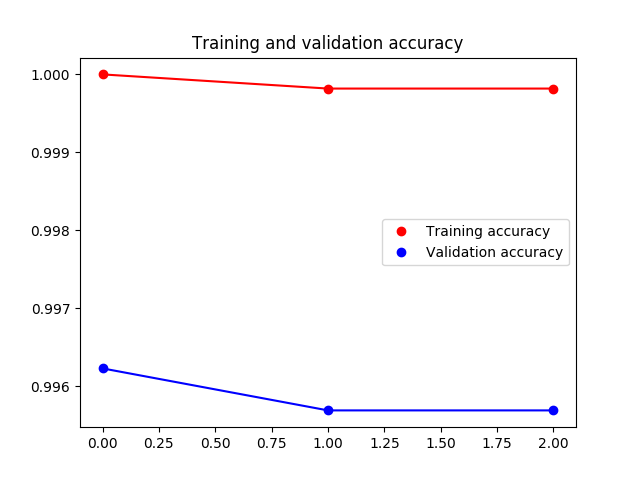 Training and validation accuracy
1.000
0.999
0.998
0.997
0.996
Training accuracy
Validation accuracy
0.00 0.25 0.50 0.75 1.00 1.25 1.50 1.75 2.00